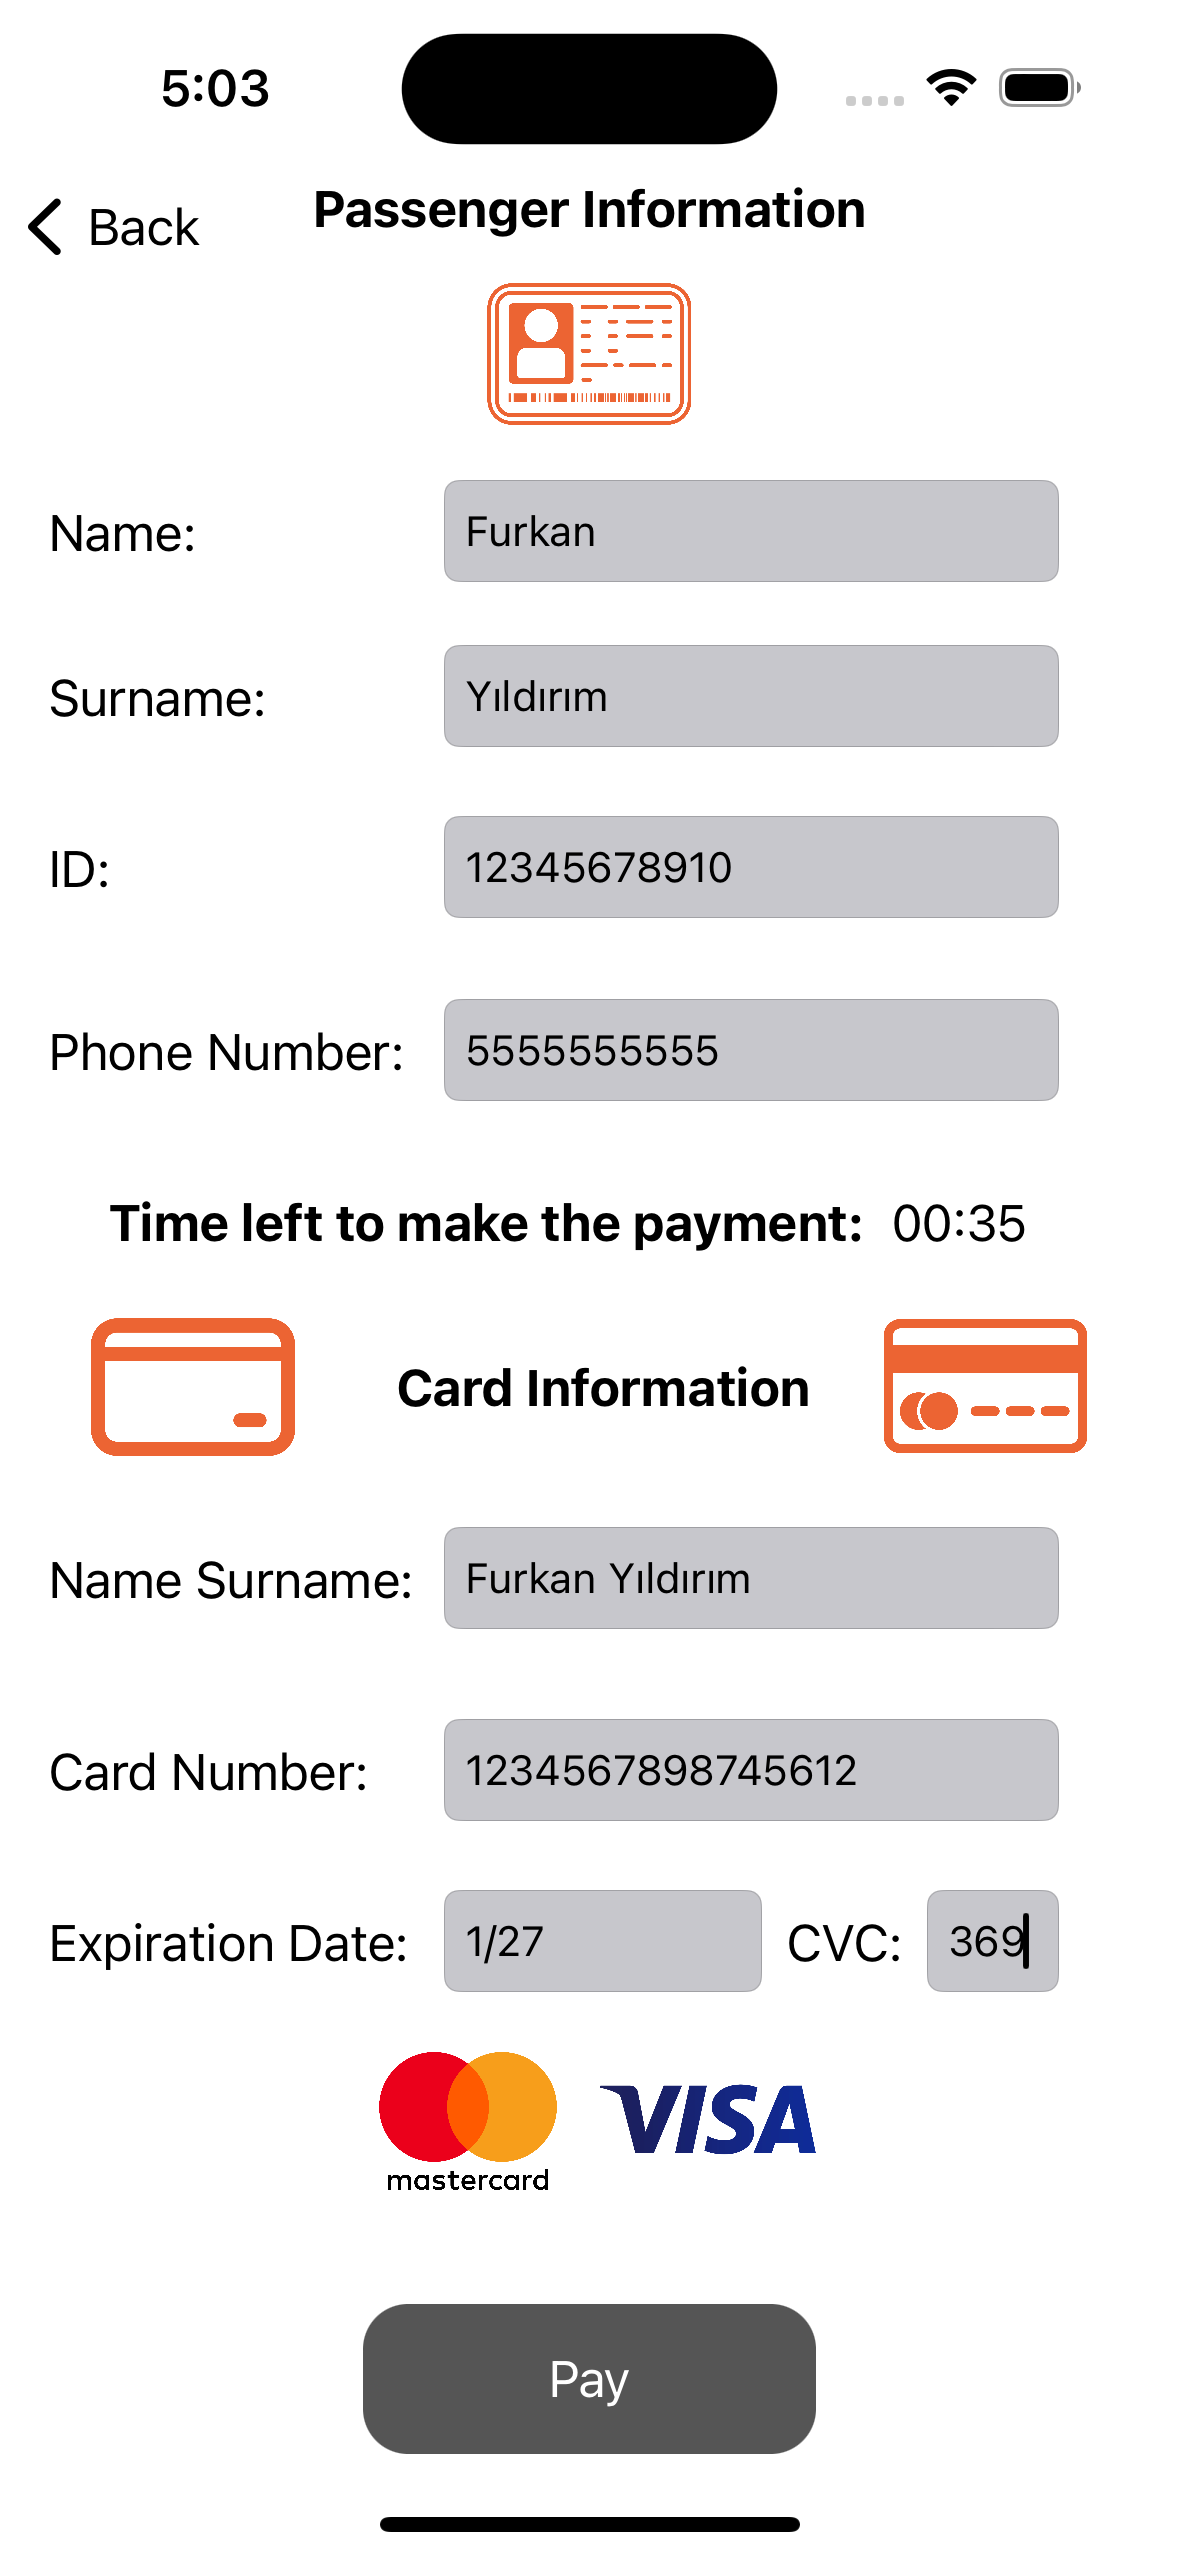 5:03
Back
Passenger Information
Name: Furkan
Surname: Yıldırım
ID: 12345678910
Phone Number: 5555555555
Time left to make the payment: 00:35
Card Information
Name Surname: Furkan Yıldırım
Card Number: 1234567898745612
Expiration Date: 1/27 CVC: 369
mastercard VISA
Pay